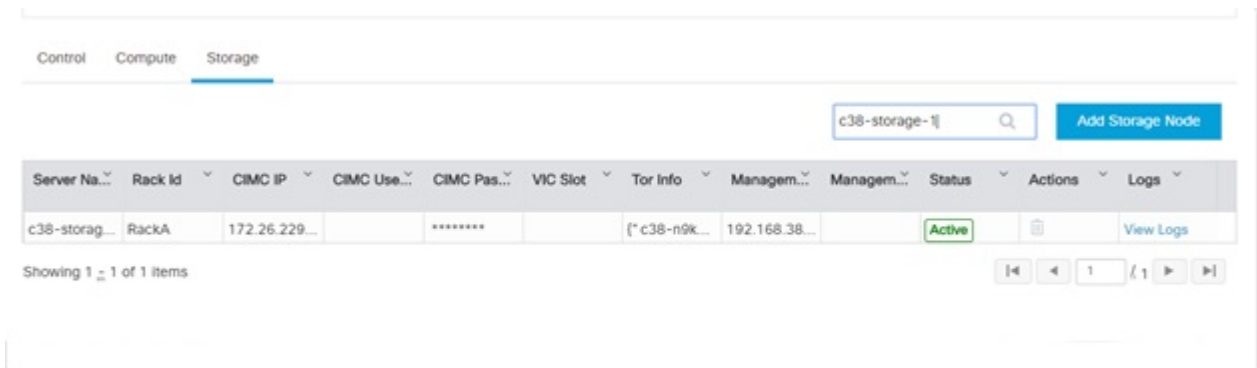 Control Compute Storage
c38-storage-1 Add Storage Node
Server Na... Rack Id CIMC IP CIMC Use... CIMC Pas... VIC Slot Tor Info Managem... Managem... Status Actions Logs
c38-storag... RackA 172.26.229... ******** {"c38-n9k... 192.168.38... Active View Logs
Showing 1 - 1 of 1 items 1 / 1